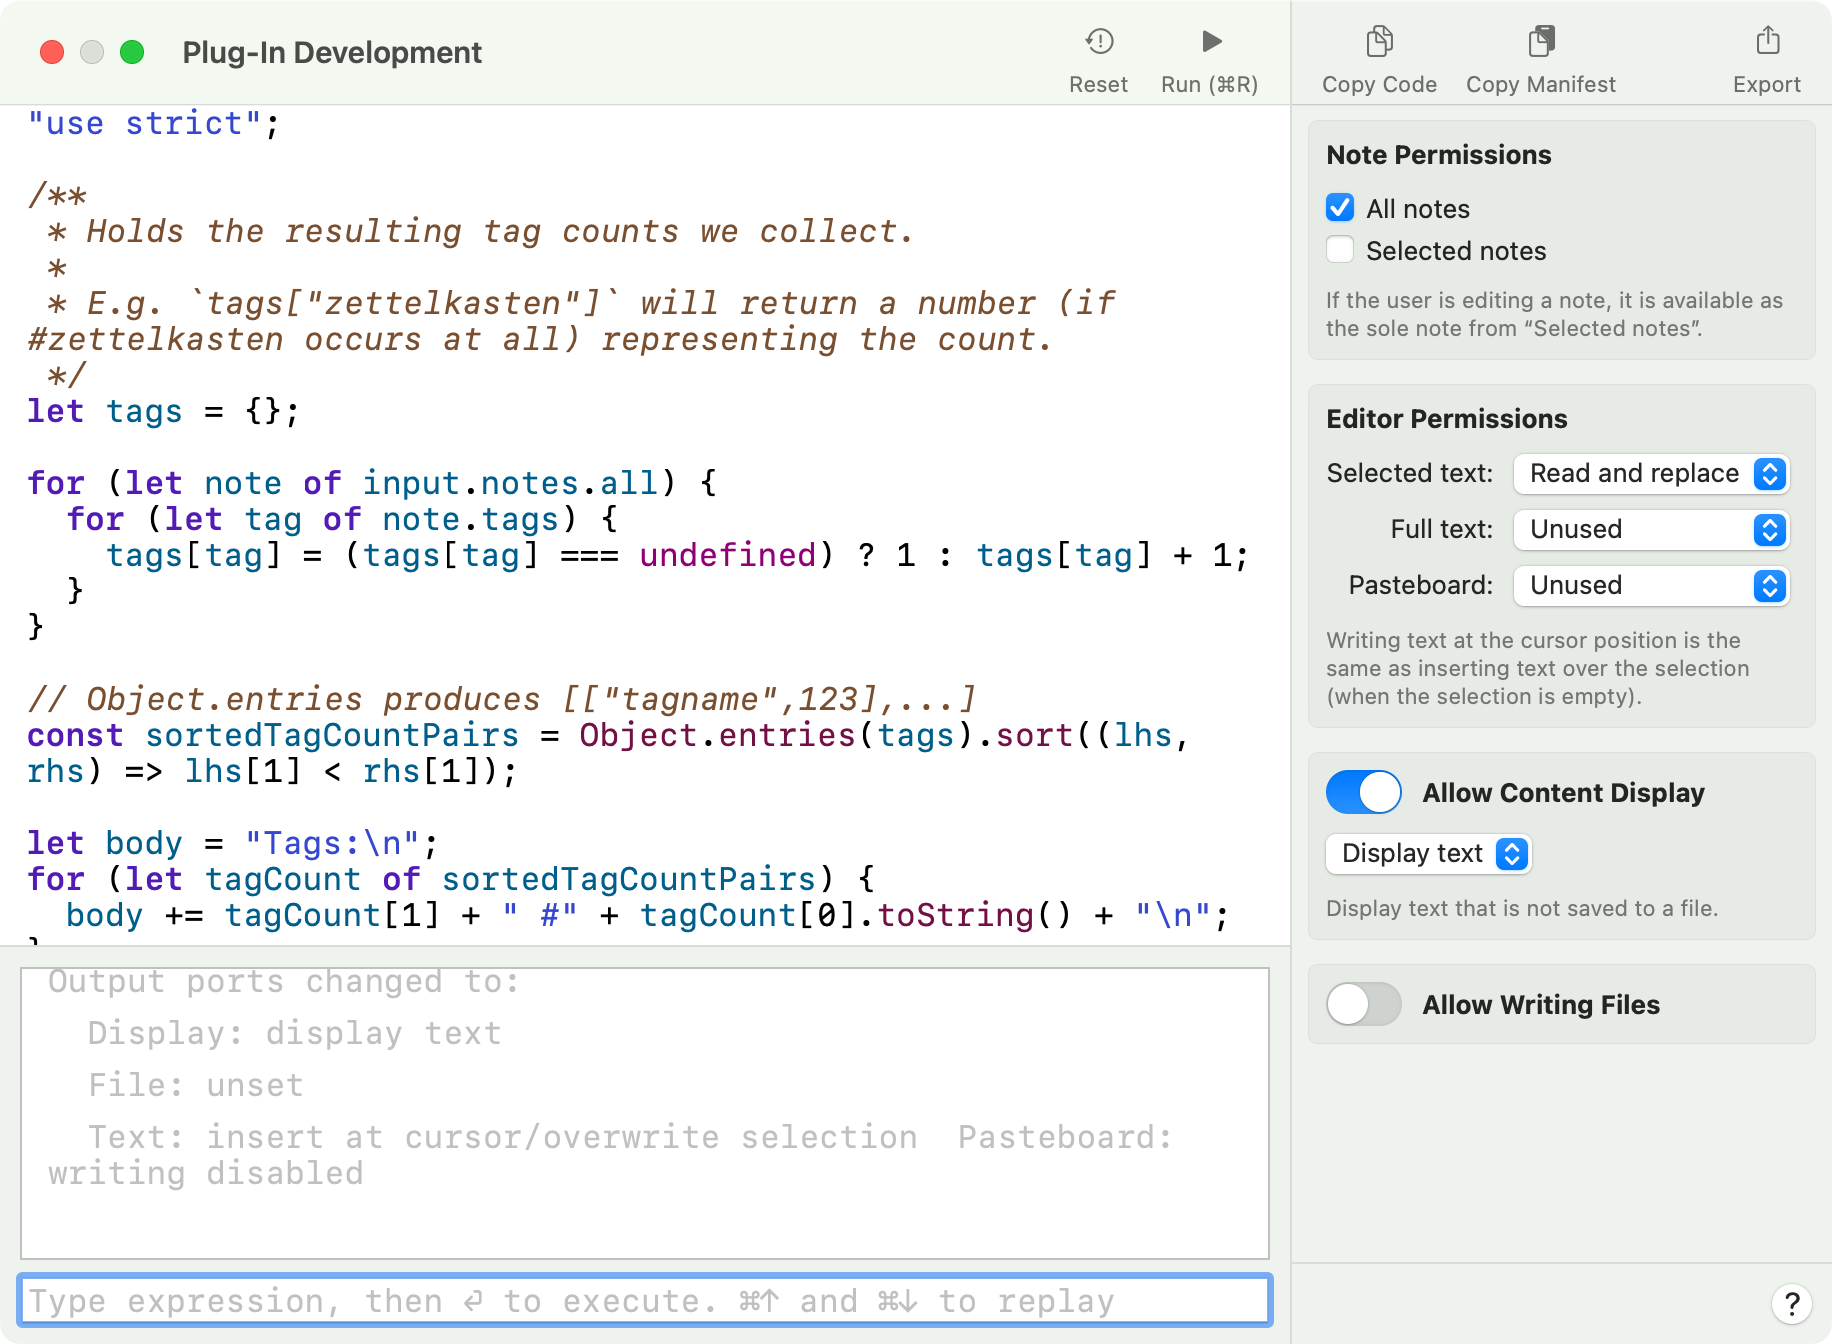 Plug-In Development
Reset
Run (⌘R)
Copy Code
Copy Manifest
Export
"use strict";
/**
 * Holds the resulting tag counts we collect.
 *
 * E.g. `tags["zettelkasten"]` will return a number (if
#zettelkasten occurs at all) representing the count.
 */
let tags = {};
for (let note of input.notes.all) {
  for (let tag of note.tags) {
    tags[tag] = (tags[tag] === undefined) ? 1 : tags[tag] + 1;
  }
}
// Object.entries produces [["tagname",123],...]
const sortedTagCountPairs = Object.entries(tags).sort((lhs,
rhs) => lhs[1] < rhs[1]);
let body = "Tags:\n";
for (let tagCount of sortedTagCountPairs) {
  body += tagCount[1] + " #" + tagCount[0].toString() + "\n";
}
Output ports changed to:
  Display: display text
  File: unset
  Text: insert at cursor/overwrite selection  Pasteboard:
writing disabled
Type expression, then ⏎ to execute. ⌘↑ and ⌘↓ to replay
Note Permissions
All notes
Selected notes
If the user is editing a note, it is available as
the sole note from “Selected notes”.
Editor Permissions
Selected text: Read and replace
Full text: Unused
Pasteboard: Unused
Writing text at the cursor position is the
same as inserting text over the selection
(when the selection is empty).
Allow Content Display
Display text
Display text that is not saved to a file.
Allow Writing Files
?